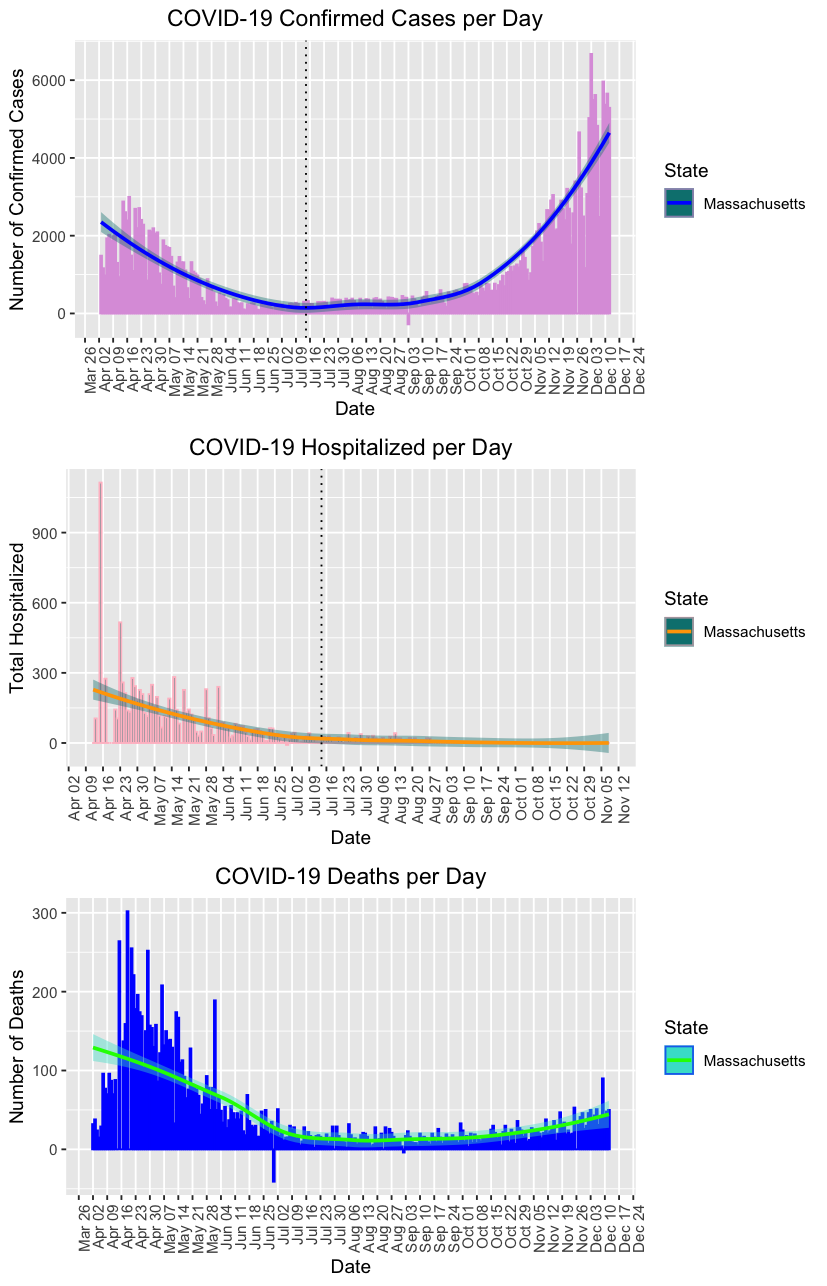 COVID-19 Confirmed Cases per Day
Number of Confirmed Cases
6000
4000
2000
0
Mar 26
Apr 02
Apr 09
Apr 16
Apr 23
Apr 30
May 07
May 14
May 21
May 28
Jun 04
Jun 11
Jun 18
Jun 25
Jul 02
Jul 09
Jul 16
Jul 23
Jul 30
Aug 06
Aug 13
Aug 20
Aug 27
Sep 03
Sep 10
Sep 17
Sep 24
Oct 01
Oct 08
Oct 15
Oct 22
Oct 29
Nov 05
Nov 12
Nov 19
Nov 26
Dec 03
Dec 10
Dec 17
Dec 24
Date
State
Massachusetts
COVID-19 Hospitalized per Day
Total Hospitalized
900
600
300
0
Apr 02
Apr 09
Apr 16
Apr 23
Apr 30
May 07
May 14
May 21
May 28
Jun 04
Jun 11
Jun 18
Jun 25
Jul 02
Jul 09
Jul 16
Jul 23
Jul 30
Aug 06
Aug 13
Aug 20
Aug 27
Sep 03
Sep 10
Sep 17
Sep 24
Oct 01
Oct 08
Oct 15
Oct 22
Oct 29
Nov 05
Nov 12
Date
State
Massachusetts
COVID-19 Deaths per Day
Number of Deaths
300
200
100
0
Mar 26
Apr 02
Apr 09
Apr 16
Apr 23
Apr 30
May 07
May 14
May 21
May 28
Jun 04
Jun 11
Jun 18
Jun 25
Jul 02
Jul 09
Jul 16
Jul 23
Jul 30
Aug 06
Aug 13
Aug 20
Aug 27
Sep 03
Sep 10
Sep 17
Sep 24
Oct 01
Oct 08
Oct 15
Oct 22
Oct 29
Nov 05
Nov 12
Nov 19
Nov 26
Dec 03
Dec 10
Dec 17
Dec 24
Date
State
Massachusetts